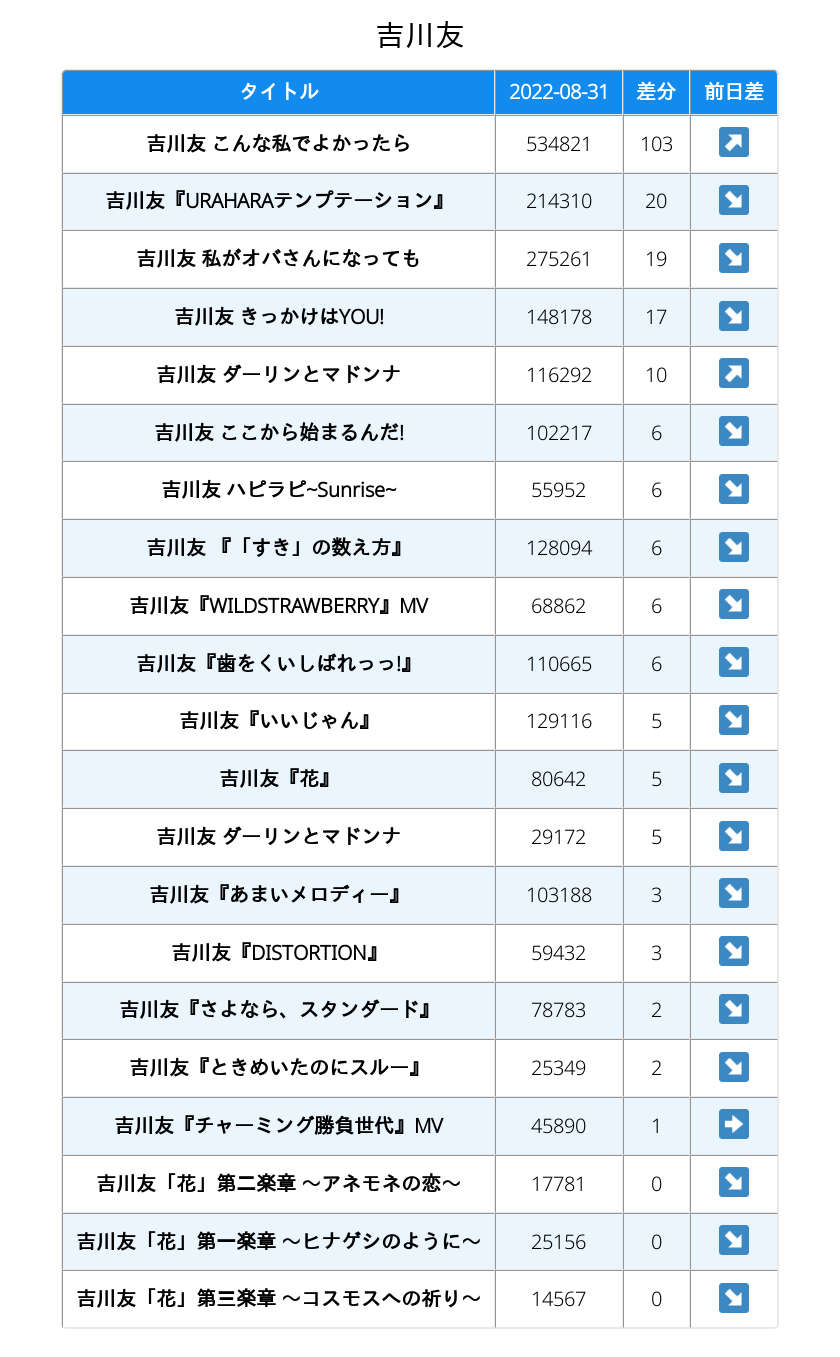 吉川友
タイトル 2022-08-31 差分 前日差
吉川友 こんな私でよかったら 534821 103
吉川友『URAHARAテンプテーション』 214310 20
吉川友 私がオバさんになっても 275261 19
吉川友 きっかけはYOU! 148178 17
吉川友 ダーリンとマドンナ 116292 10
吉川友 ここから始まるんだ! 102217 6
吉川友 ハピラピ~Sunrise~ 55952 6
吉川友 『「すき」の数え方』 128094 6
吉川友『WILDSTRAWBERRY』MV 68862 6
吉川友『歯をくいしばれっっ!』 110665 6
吉川友『いいじゃん』 129116 5
吉川友『花』 80642 5
吉川友 ダーリンとマドンナ 29172 5
吉川友『あまいメロディー』 103188 3
吉川友『DISTORTION』 59432 3
吉川友『さよなら、スタンダード』 78783 2
吉川友『ときめいたのにスルー』 25349 2
吉川友『チャーミング勝負世代』MV 45890 1
吉川友「花」第二楽章 〜アネモネの恋〜 17781 0
吉川友「花」第一楽章 〜ヒナゲシのように〜 25156 0
吉川友「花」第三楽章 〜コスモスへの祈り〜 14567 0